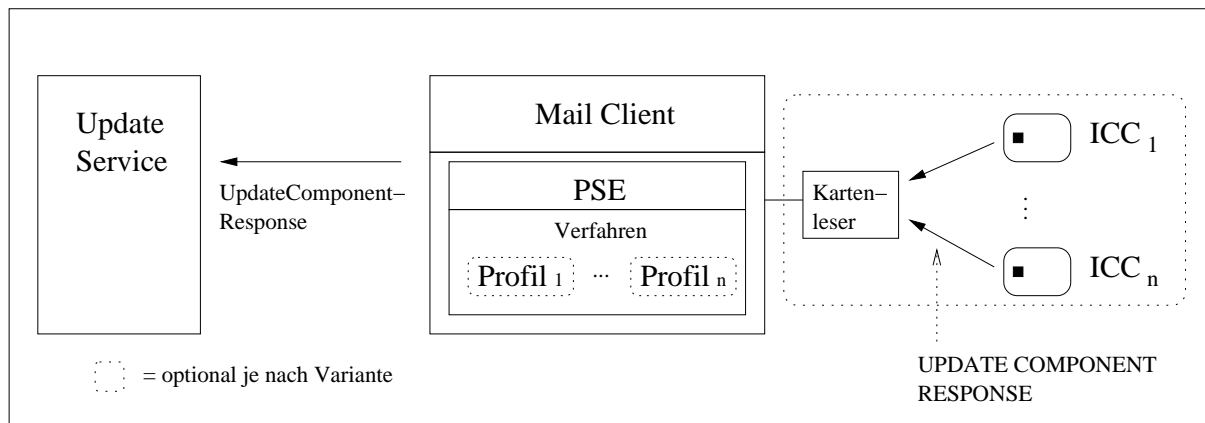 Update
Service
UpdateComponent–
Response
Mail Client
PSE
Verfahren
Profil 1 ... Profil n
Karten–
leser
ICC 1
ICC n
UPDATE COMPONENT
RESPONSE
= optional je nach Variante